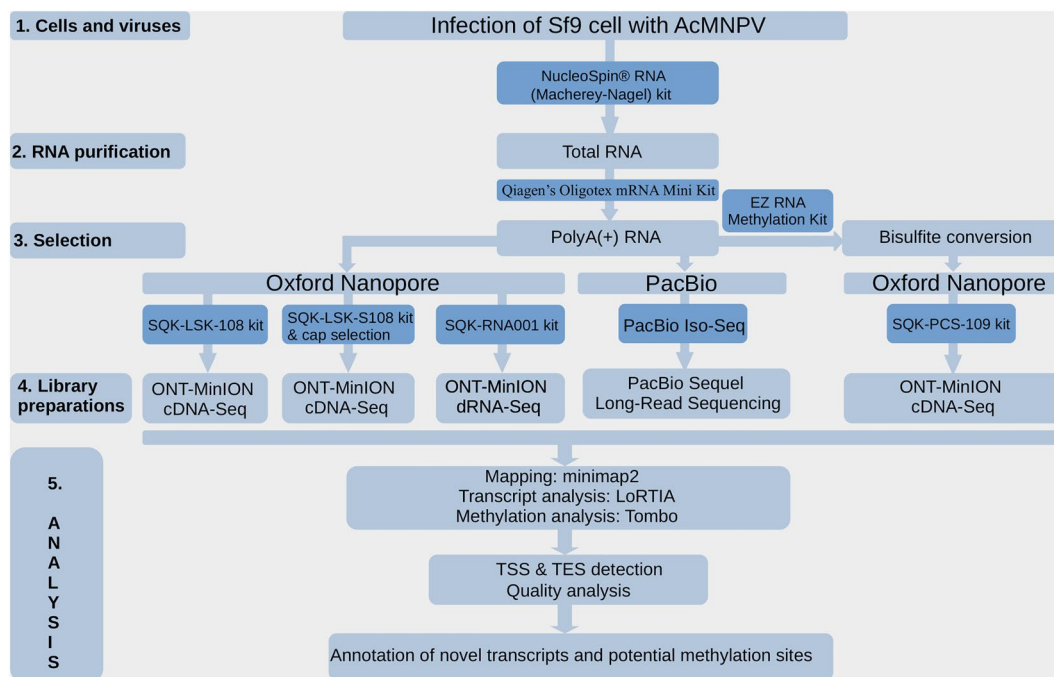 1. Cells and viruses
Infection of Sf9 cell with AcMNPV
NucleoSpin® RNA
(Macherey-Nagel) kit
2. RNA purification
Total RNA
Qiagen's Oligotex mRNA Mini Kit
EZ RNA
Methylation Kit
3. Selection
PolyA(+) RNA
Bisulfite conversion
Oxford Nanopore
PacBio
Oxford Nanopore
SQK-LSK-108 kit
SQK-LSK-S108 kit
& cap selection
SQK-RNA001 kit
PacBio Iso-Seq
SQK-PCS-109 kit
4. Library
preparations
ONT-MinION
cDNA-Seq
ONT-MinION
cDNA-Seq
ONT-MinION
dRNA-Seq
PacBio Sequel
Long-Read Sequencing
ONT-MinION
cDNA-Seq
5.
A
N
A
L
Y
S
I
S
Mapping: minimap2
Transcript analysis: LoRTIA
Methylation analysis: Tombo
TSS & TES detection
Quality analysis
Annotation of novel transcripts and potential methylation sites